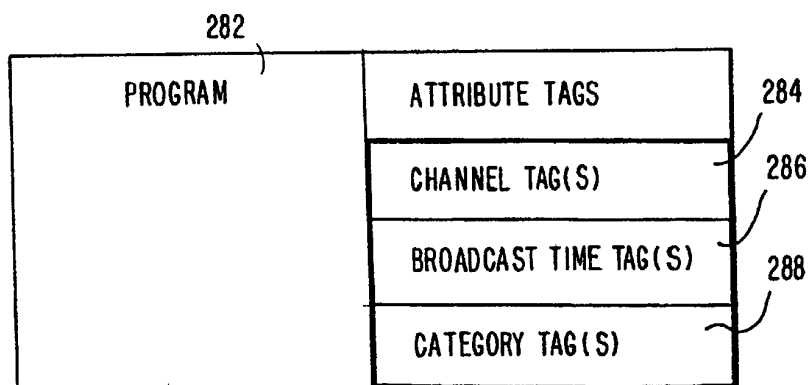 282
PROGRAM
ATTRIBUTE TAGS
284
CHANNEL TAG(S)
286
BROADCAST TIME TAG(S)
288
CATEGORY TAG(S)